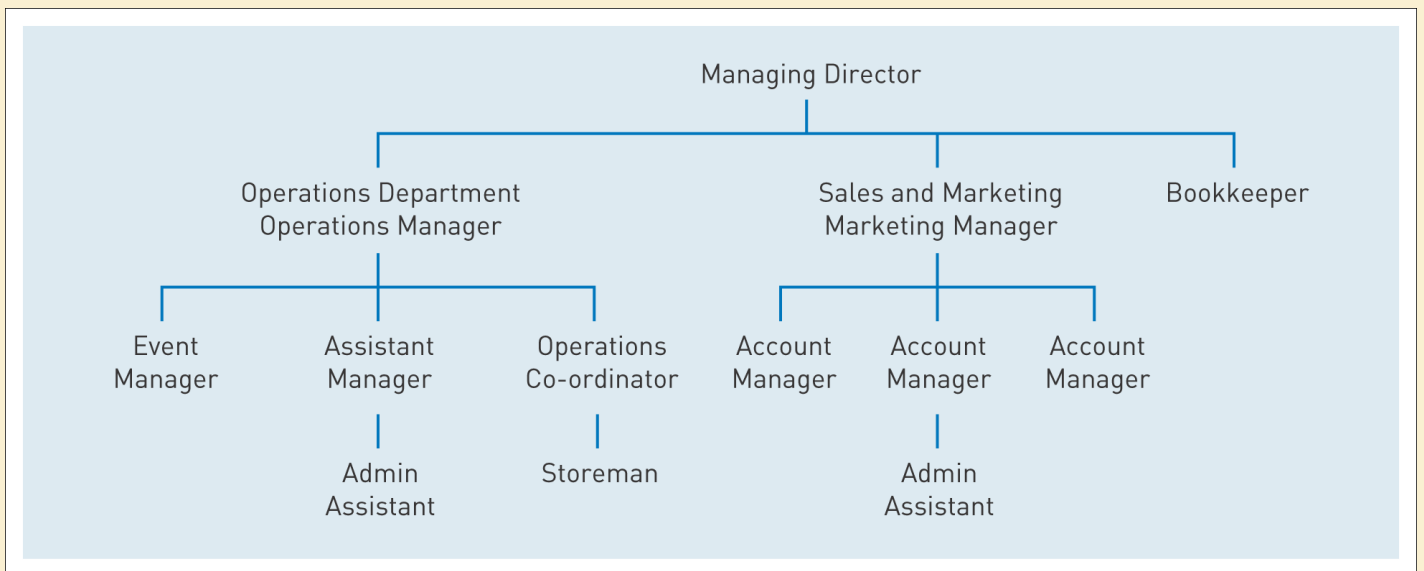 Managing Director
Operations Department
Operations Manager
Sales and Marketing
Marketing Manager
Bookkeeper
Event
Manager
Assistant
Manager
Operations
Co-ordinator
Account
Manager
Account
Manager
Account
Manager
Admin
Assistant
Storeman
Admin
Assistant